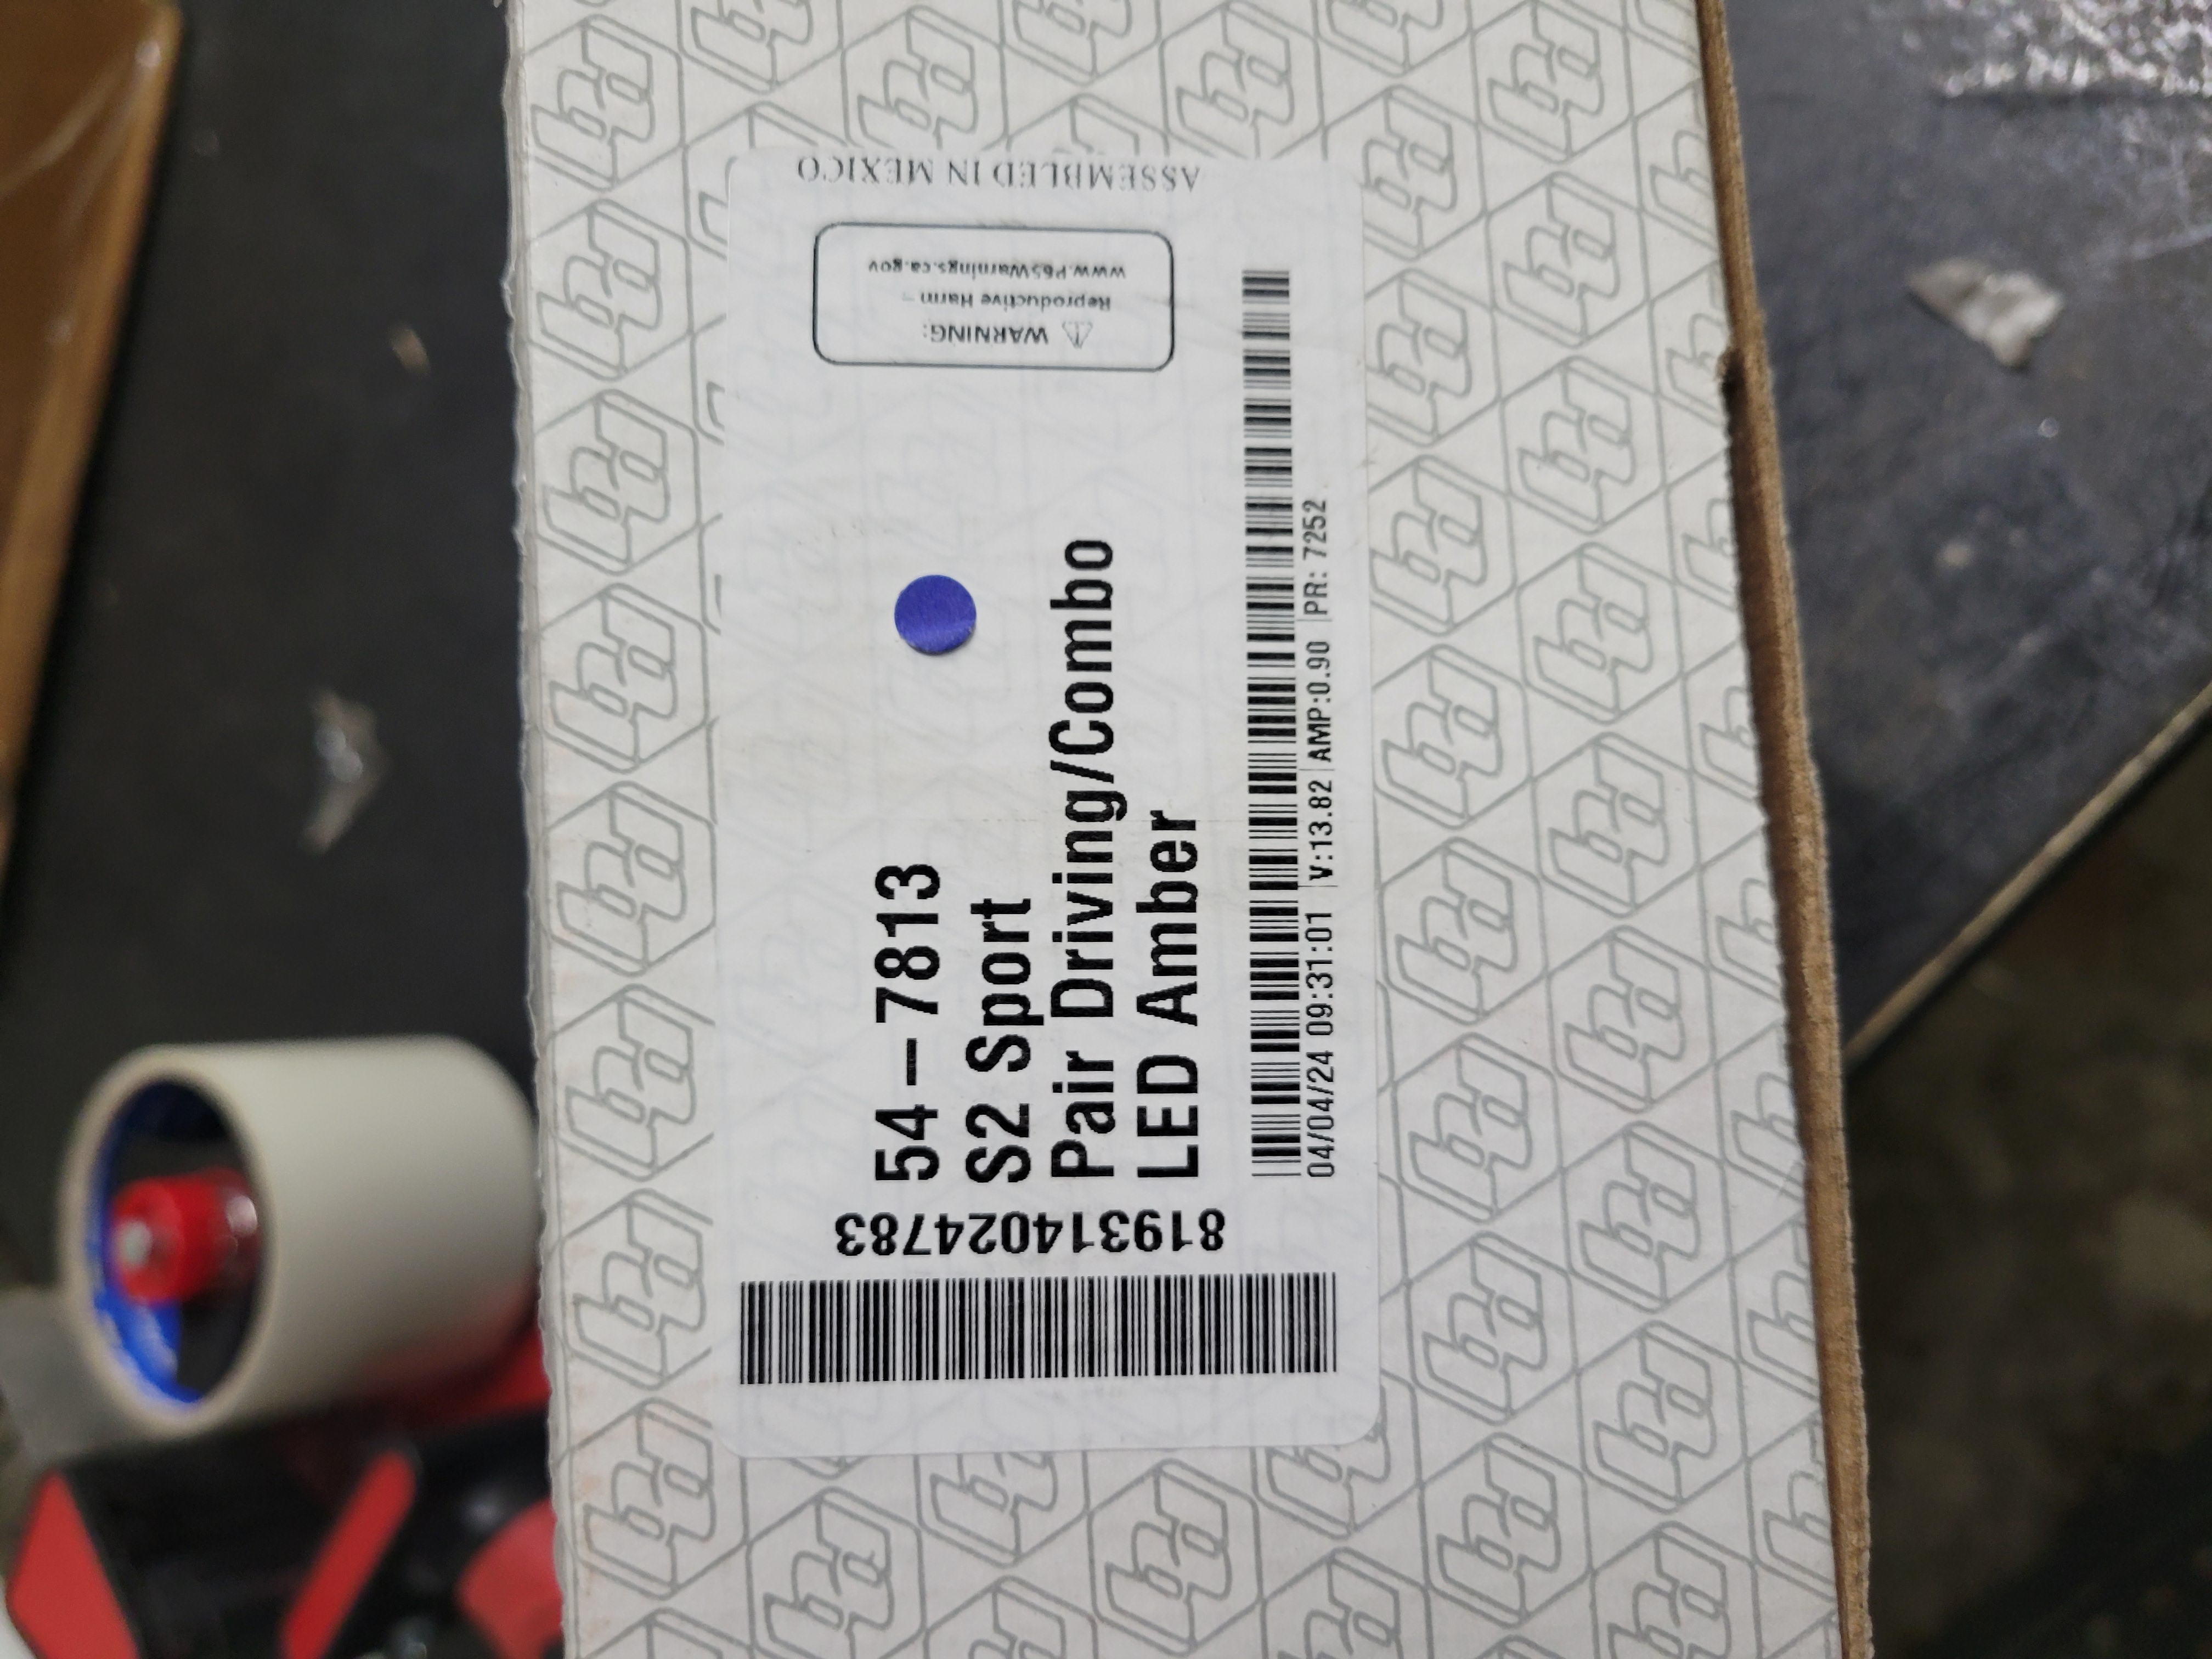 54-7813
S2 Sport
Pair Driving/Combo
LED Amber
04/04/24 09:31:01 V:13.82 AMP:0.90 PR: 7252
819314024783
WARNING:
Reproductive Harm -
www.P65Warnings.ca.gov
ASSEMBLED IN MEXICO